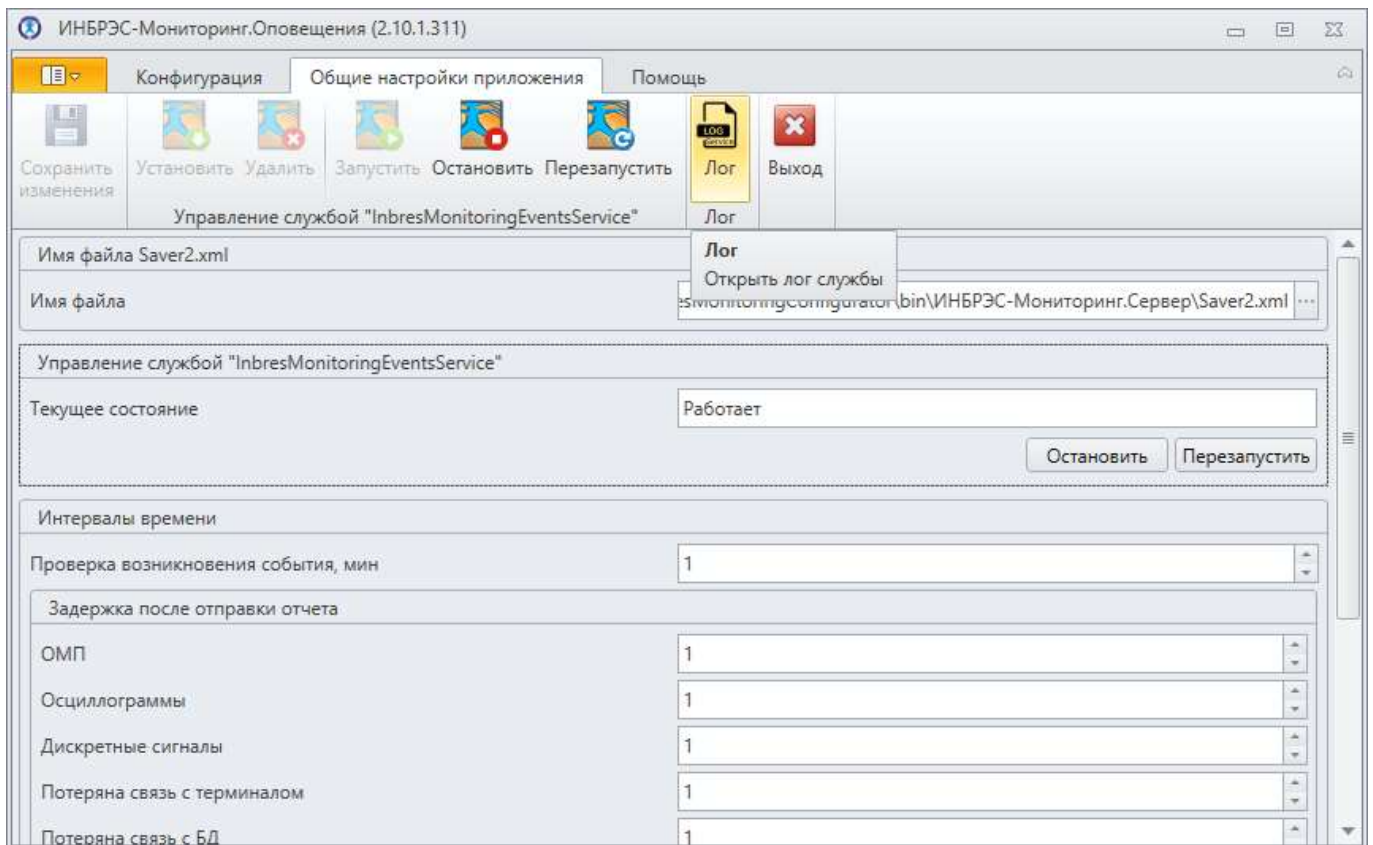 ИНБРЭС-Мониторинг.Оповещения (2.10.1.311)
Конфигурация Общие настройки приложения Помощь
Сохранить изменения
Установить Удалить Запустить Остановить Перезапустить
LOG Service
Лог Выход
Управление службой "InbresMonitoringEventsService" Лог
Лог
Открыть лог службы
Имя файла Saver2.xml
Имя файла
esMonitoringConfigurator\bin\ИНБРЭС-Мониторинг.Сервер\Saver2.xml ...
Управление службой "InbresMonitoringEventsService"
Текущее состояние Работает
Остановить Перезапустить
Интервалы времени
Проверка возникновения события, мин 1
Задержка после отправки отчета
ОМП 1
Осциллограммы 1
Дискретные сигналы 1
Потеряна связь с терминалом 1
Потеряна связь с БД 1